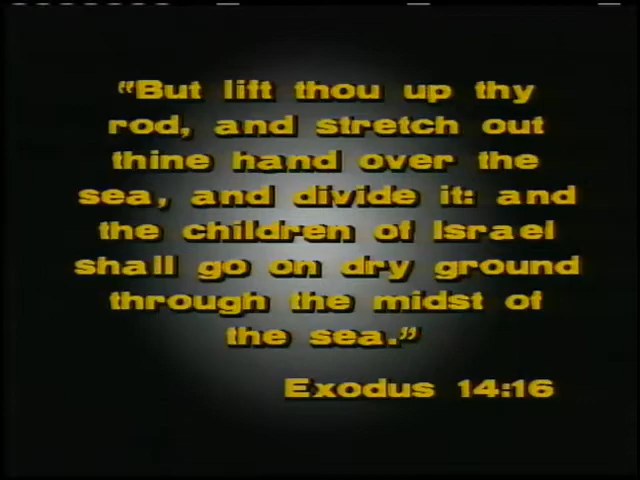 "But lift thou up thy
rod, and stretch out
thine hand over the
sea, and divide it: and
the children of Israel
shall go on dry ground
through the midst of
the sea."
Exodus 14:16